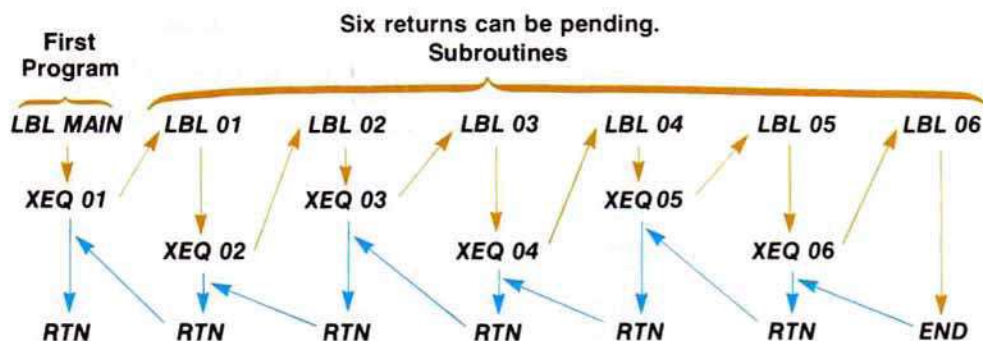 Six returns can be pending.
First
Program
Subroutines
LBL MAIN LBL 01 LBL 02 LBL 03 LBL 04 LBL 05 LBL 06
XEQ 01 XEQ 03 XEQ 05
XEQ 02 XEQ 04 XEQ 06
RTN RTN RTN RTN RTN RTN END